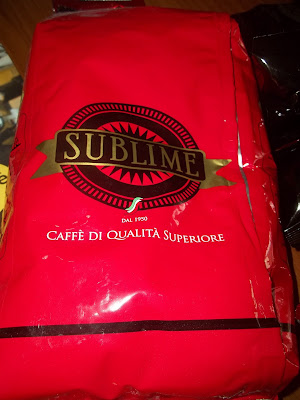 SUBLIME
DAL 1950
CAFFÈ DI QUALITÀ SUPERIORE